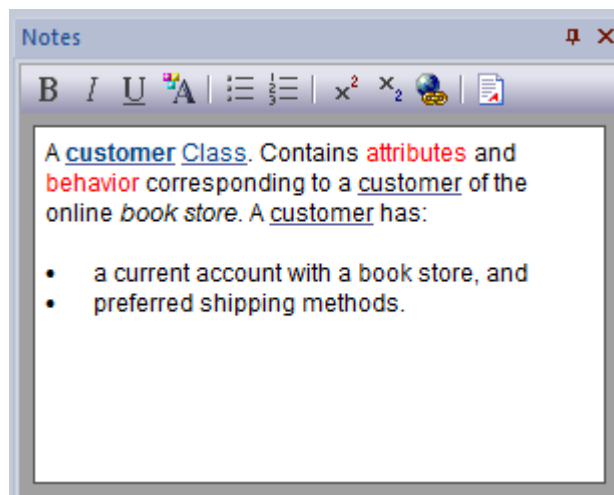 Notes
B I U A x² x₂
A customer Class. Contains attributes and
behavior corresponding to a customer of the
online book store. A customer has:
• a current account with a book store, and
• preferred shipping methods.